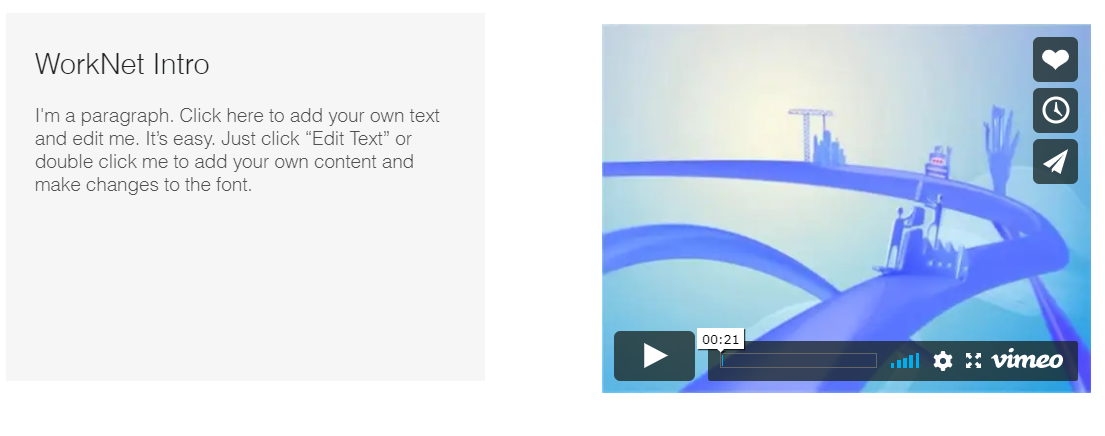 WorkNet Intro
I'm a paragraph. Click here to add your own text
and edit me. It’s easy. Just click “Edit Text” or
double click me to add your own content and
make changes to the font.
00:21
vimeo